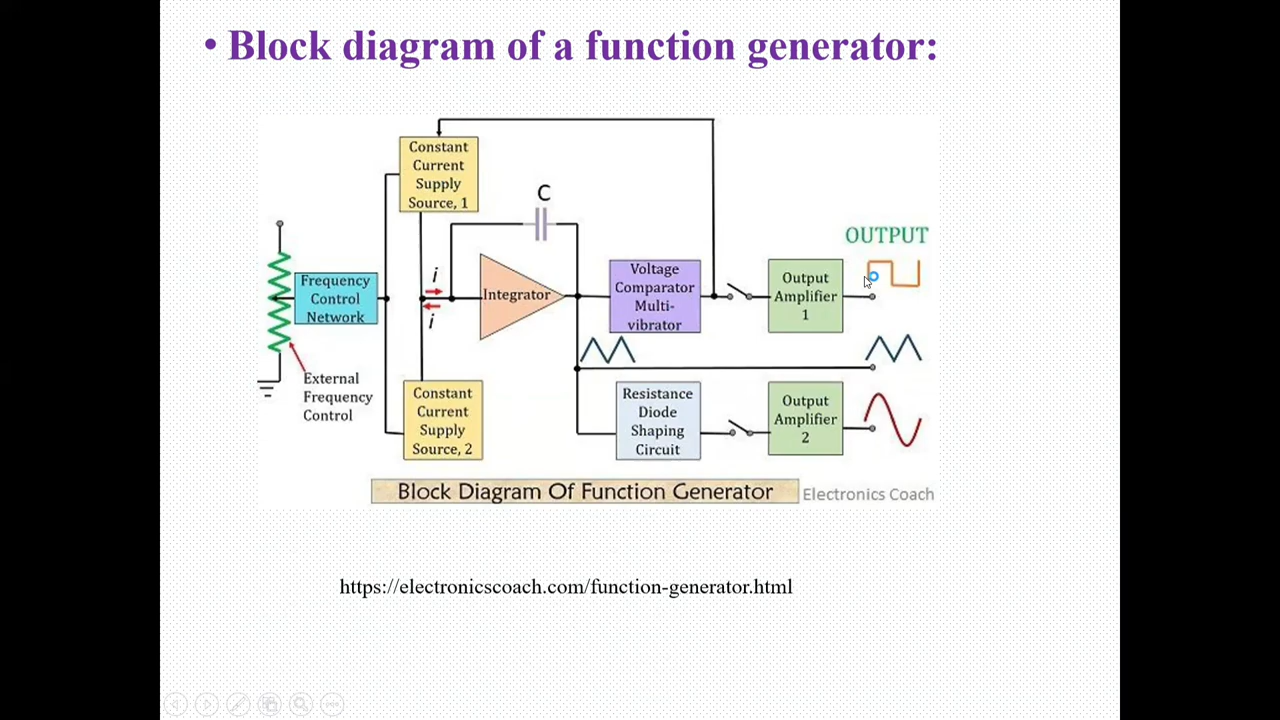 • Block diagram of a function generator:
Constant
Current
Supply
Source, 1
C
OUTPUT
i
i
Frequency
Control
Network
Integrator
Voltage
Comparator
Multi-
vibrator
Output
Amplifier
1
External
Frequency
Control
Constant
Current
Supply
Source, 2
Resistance
Diode
Shaping
Circuit
Output
Amplifier
2
Block Diagram Of Function Generator
Electronics Coach
https://electronicscoach.com/function-generator.html